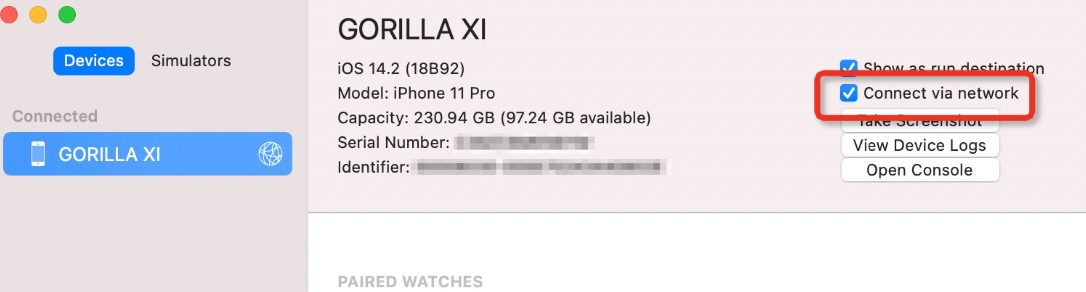 Devices
Simulators
Connected
GORILLA XI
GORILLA XI
iOS 14.2 (18B92)
Model: iPhone 11 Pro
Capacity: 230.94 GB (97.24 GB available)
Serial Number:
Identifier:
Show as run destination
Connect via network
Take Screenshot
View Device Logs
Open Console
PAIRED WATCHES